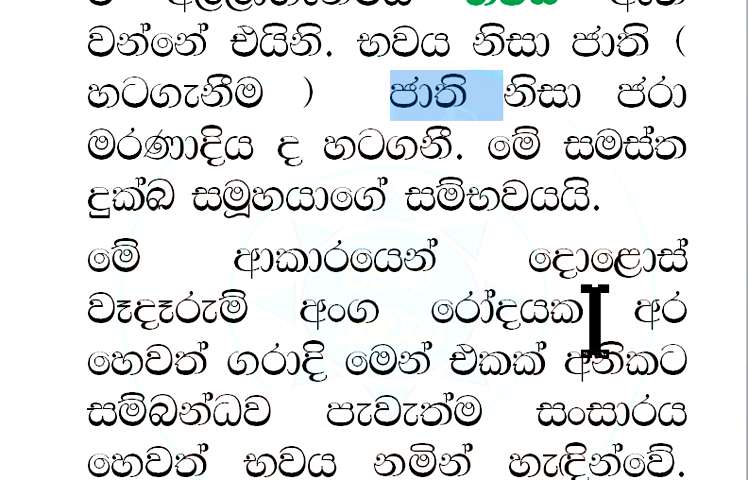 වන්නේ එයිනි. භවය නිසා ජාති (
හටගැනීම ) ජාති නිසා ජරා
මරණාදිය ද හටගනී. මේ සමස්ත
දුක්ඛ සමූහයාගේ සම්භවයයි.
මේ ආකාරයෙන් දොළොස්
වැදෑරුම් අංග රෝදයක අර
හෙවත් ගරාදි මෙන් එකක් අනිකට
සම්බන්ධව පැවැත්ම සංසාරය
හෙවත් භවය නමින් හැඳින්වේ.